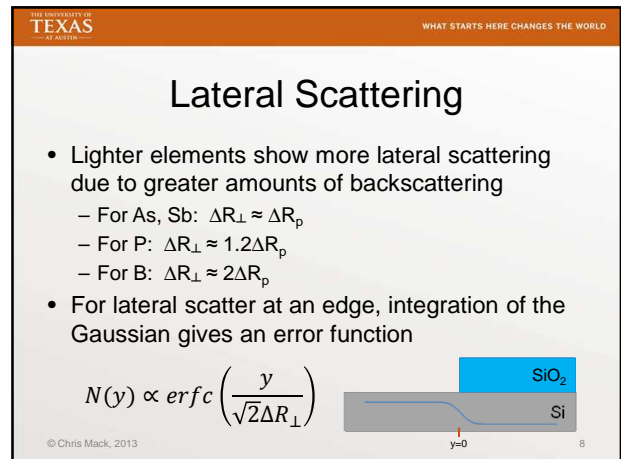 THE UNIVERSITY OF
TEXAS
AT AUSTIN
WHAT STARTS HERE CHANGES THE WORLD
Lateral Scattering
• Lighter elements show more lateral scattering
due to greater amounts of backscattering
– For As, Sb: ΔR⊥ ≈ ΔRₚ
– For P: ΔR⊥ ≈ 1.2ΔRₚ
– For B: ΔR⊥ ≈ 2ΔRₚ
• For lateral scatter at an edge, integration of the
Gaussian gives an error function
N(y) ∝ erfc(y / √2ΔR⊥)
SiO₂
Si
y=0
© Chris Mack, 2013
8